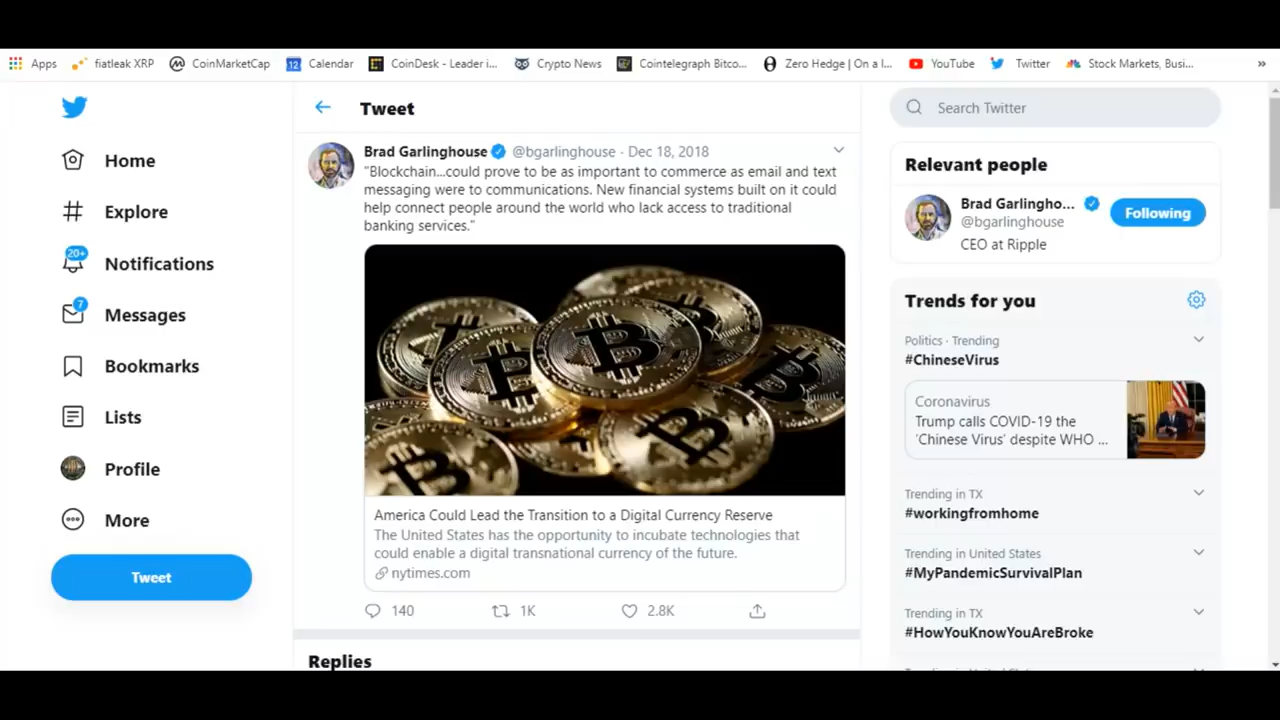 Apps
fiatleak XRP
CoinMarketCap
Calendar
CoinDesk - Leader i...
Crypto News
Cointelegraph Bitco...
Zero Hedge | On a l...
YouTube
Twitter
Stock Markets, Busi...
»
Home
Explore
20+
Notifications
7
Messages
Bookmarks
Lists
Profile
More
Tweet
Tweet
Brad Garlinghouse @bgarlinghouse · Dec 18, 2018
"Blockchain...could prove to be as important to commerce as email and text
messaging were to communications. New financial systems built on it could
help connect people around the world who lack access to traditional
banking services."
America Could Lead the Transition to a Digital Currency Reserve
The United States has the opportunity to incubate technologies that
could enable a digital transnational currency of the future.
nytimes.com
140
1K
2.8K
Replies
Search Twitter
Relevant people
Brad Garlingho...
@bgarlinghouse
Following
CEO at Ripple
Trends for you
Politics · Trending
#ChineseVirus
Coronavirus
Trump calls COVID-19 the
'Chinese Virus' despite WHO ...
Trending in TX
#workingfromhome
Trending in United States
#MyPandemicSurvivalPlan
Trending in TX
#HowYouKnowYouAreBroke